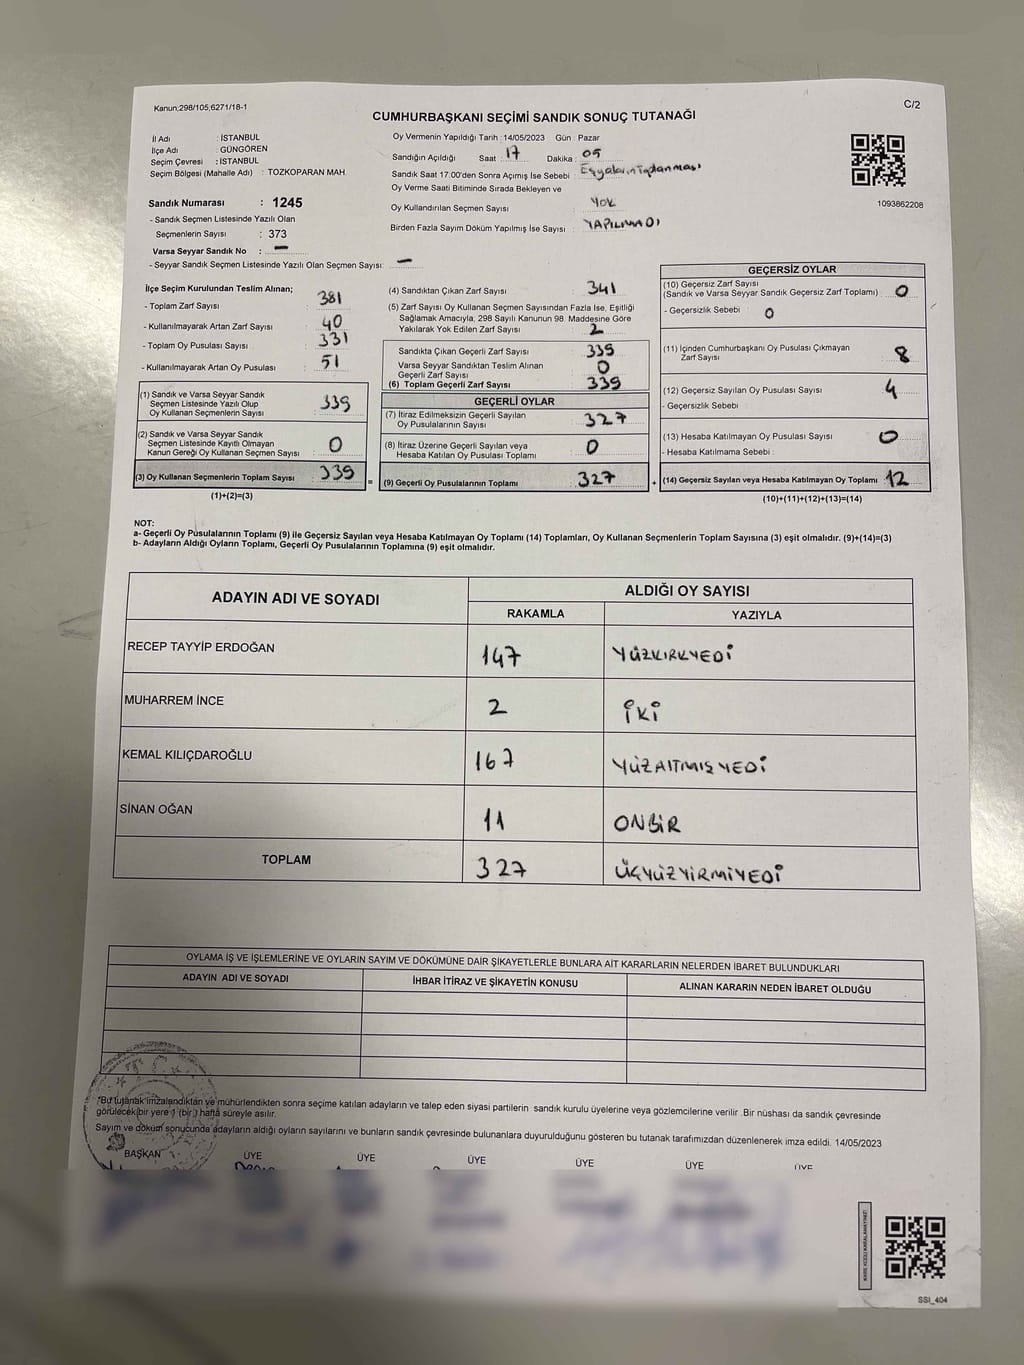 Kanun;298/105,6271/18-1
C/2
CUMHURBAŞKANI SEÇİMİ SANDIK SONUÇ TUTANAĞI
İl Adı : İSTANBUL
İlçe Adı : GÜNGÖREN
Seçim Çevresi : İSTANBUL
Seçim Bölgesi (Mahalle Adı) : TOZKOPARAN MAH.
Sandık Numarası : 1245
- Sandık Seçmen Listesinde Yazılı Olan
Seçmenlerin Sayısı : 373
Varsa Seyyar Sandık No : -
- Seyyar Sandık Seçmen Listesinde Yazılı Olan Seçmen Sayısı: -
Oy Vermenin Yapıldığı Tarih : 14/05/2023 Gün : Pazar
Sandığın Açıldığı Saat : 17 Dakika : 05
Sandık Saat 17:00'den Sonra Açılmış İse Sebebi : Eşyaların Toplanması
Oy Verme Saati Bitiminde Sırada Bekleyen ve
Oy Kullandırılan Seçmen Sayısı : YOK
Birden Fazla Sayım Döküm Yapılmış İse Sayısı : YAPILMADI
1093862208
İlçe Seçim Kurulundan Teslim Alınan;
- Toplam Zarf Sayısı : 381
- Kullanılmayarak Artan Zarf Sayısı : 40
- Toplam Oy Pusulası Sayısı : 331
- Kullanılmayarak Artan Oy Pusulası : 51
(1) Sandık ve Varsa Seyyar Sandık
Seçmen Listesinde Yazılı Olup
Oy Kullanan Seçmenlerin Sayısı : 339
(2) Sandık ve Varsa Seyyar Sandık
Seçmen Listesinde Kayıtlı Olmayan
Kanun Gereği Oy Kullanan Seçmen Sayısı : 0
(3) Oy Kullanan Seçmenlerin Toplam Sayısı : 339
(1)+(2)=(3)
=
(4) Sandıktan Çıkan Zarf Sayısı : 341
(5) Zarf Sayısı Oy Kullanan Seçmen Sayısından Fazla İse, Eşitliği
Sağlamak Amacıyla; 298 Sayılı Kanunun 98. Maddesine Göre
Yakılarak Yok Edilen Zarf Sayısı : 2
Sandıkta Çıkan Geçerli Zarf Sayısı : 339
Varsa Seyyar Sandıktan Teslim Alınan
Geçerli Zarf Sayısı : 0
(6) Toplam Geçerli Zarf Sayısı : 339
GEÇERLİ OYLAR
(7) İtiraz Edilmeksizin Geçerli Sayılan
Oy Pusulalarının Sayısı : 327
(8) İtiraz Üzerine Geçerli Sayılan veya
Hesaba Katılan Oy Pusulası Toplamı : 0
(9) Geçerli Oy Pusulalarının Toplamı : 327
+
GEÇERSİZ OYLAR
(10) Geçersiz Zarf Sayısı
(Sandık ve Varsa Seyyar Sandık Geçersiz Zarf Toplamı) : 0
- Geçersizlik Sebebi : 0
(11) İçinden Cumhurbaşkanı Oy Pusulası Çıkmayan
Zarf Sayısı : 8
(12) Geçersiz Sayılan Oy Pusulası Sayısı : 4
- Geçersizlik Sebebi :
(13) Hesaba Katılmayan Oy Pusulası Sayısı : 0
- Hesaba Katılmama Sebebi :
(14) Geçersiz Sayılan veya Hesaba Katılmayan Oy Toplamı : 12
(10)+(11)+(12)+(13)=(14)
NOT:
a- Geçerli Oy Pusulalarının Toplamı (9) ile Geçersiz Sayılan veya Hesaba Katılmayan Oy Toplamı (14) Toplamları, Oy Kullanan Seçmenlerin Toplam Sayısına (3) eşit olmalıdır. (9)+(14)=(3)
b- Adayların Aldığı Oyların Toplamı, Geçerli Oy Pusulalarının Toplamına (9) eşit olmalıdır.
ADAYIN ADI VE SOYADI
ALDIĞI OY SAYISI
RAKAMLA YAZIYLA
RECEP TAYYİP ERDOĞAN 147 YÜZKIRKYEDİ
MUHARREM İNCE 2 İKİ
KEMAL KILIÇDAROĞLU 167 YÜZALTMIŞYEDİ
SİNAN OĞAN 11 ONBİR
TOPLAM 327 ÜÇYÜZYİRMİYEDİ
OYLAMA İŞ VE İŞLEMLERİNE VE OYLARIN SAYIM VE DÖKÜMÜNE DAİR ŞİKAYETLERLE BUNLARA AİT KARARLARIN NELERDEN İBARET BULUNDUKLARI
ADAYIN ADI VE SOYADI İHBAR İTİRAZ VE ŞİKAYETİN KONUSU ALINAN KARARIN NEDEN İBARET OLDUĞU
*Bu tutanak imzalandıktan ve mühürlendikten sonra seçime katılan adayların ve talep eden siyasi partilerin sandık kurulu üyelerine veya gözlemcilerine verilir .Bir nüshası da sandık çevresinde
görülecek bir yere 1 (bir ) hafta süreyle asılır.
Sayım ve döküm sonucunda adayların aldığı oyların sayılarını ve bunların sandık çevresinde bulunanlara duyurulduğunu gösteren bu tutanak tarafımızdan düzenlenerek imza edildi. 14/05/2023
BAŞKAN ÜYE ÜYE ÜYE ÜYE ÜYE ÜYE
SSI_404